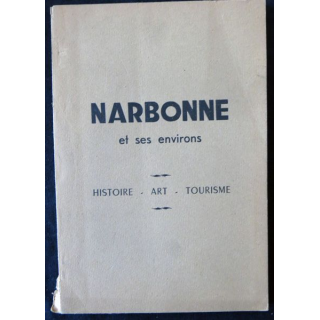 NARBONNE
et ses environs
HISTOIRE - ART - TOURISME